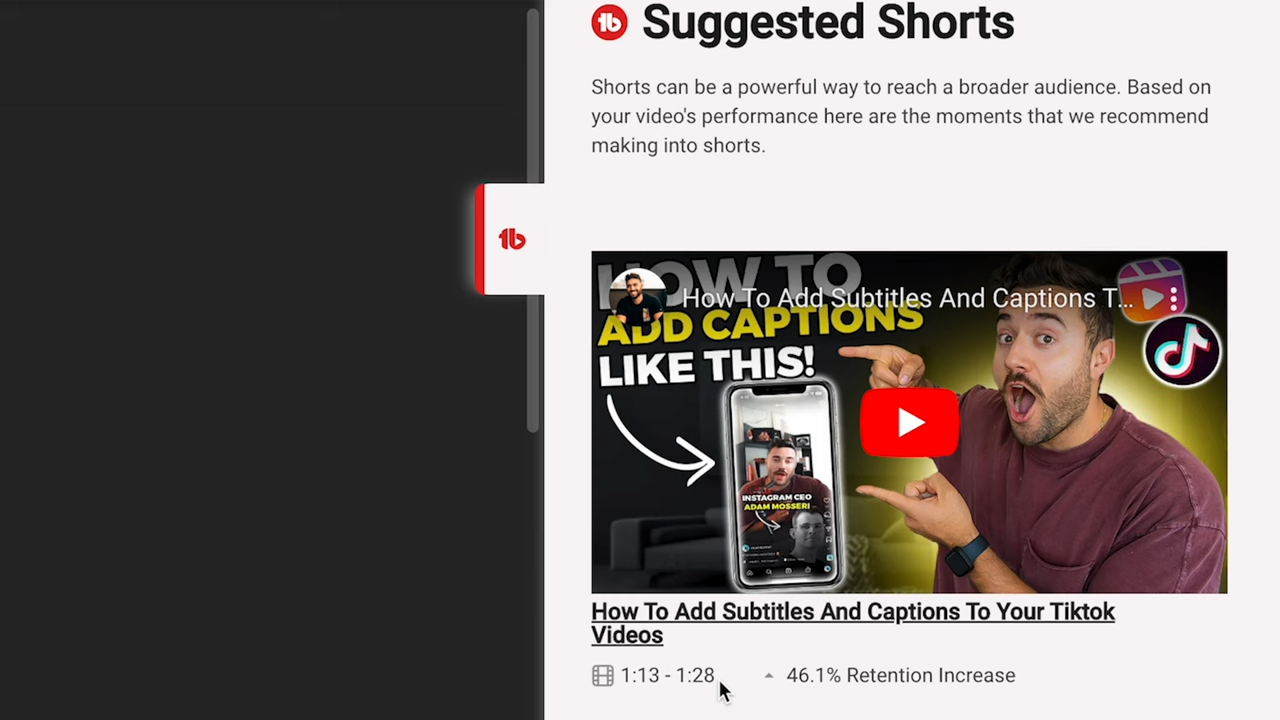 Suggested Shorts
Shorts can be a powerful way to reach a broader audience. Based on
your video's performance here are the moments that we recommend
making into shorts.
tb
HOW TO
How To Add Subtitles And Captions T...
ADD CAPTIONS
LIKE THIS!
INSTAGRAM CEO
ADAM MOSSERI
How To Add Subtitles And Captions To Your Tiktok
Videos
1:13 - 1:28
46.1% Retention Increase